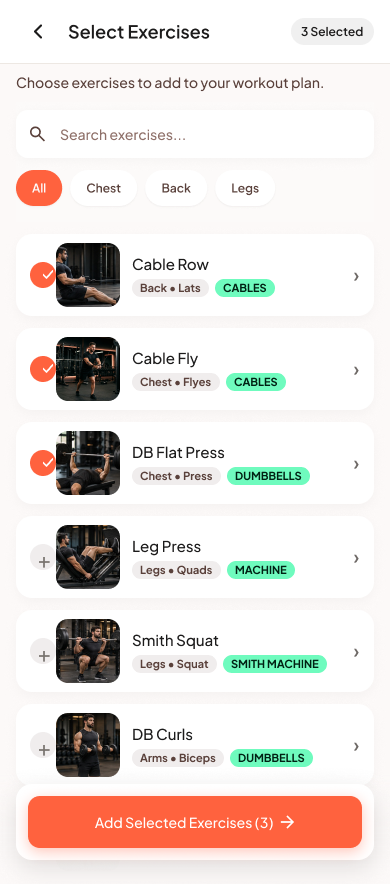 Select Exercises
3 Selected
Choose exercises to add to your workout plan.
Search exercises...
All
Chest
Back
Legs
Cable Row
Back • Lats
CABLES
Cable Fly
Chest • Flyes
CABLES
DB Flat Press
Chest • Press
DUMBBELLS
Leg Press
Legs • Quads
MACHINE
Smith Squat
Legs • Squat
SMITH MACHINE
DB Curls
Arms • Biceps
DUMBBELLS
Add Selected Exercises (3) →